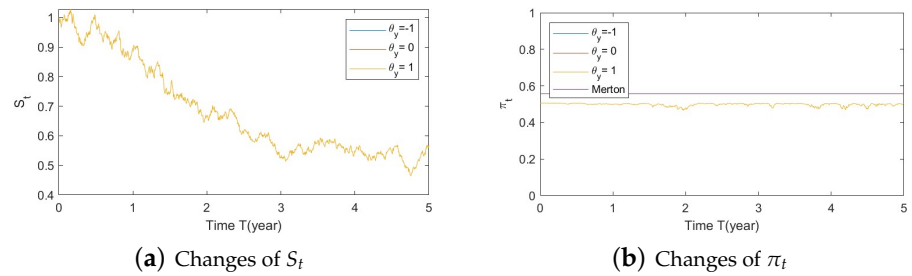 1
0.9
0.8
0.7
0.6
0.5
0.4
S_t
0 1 2 3 4 5
Time T(year)
θ_y=-1
θ_y= 0
θ_y= 1
(a) Changes of S_t
1
0.8
0.6
0.4
0.2
0
π_t
0 1 2 3 4 5
Time T(year)
θ_y=-1
θ_y= 0
θ_y= 1
Merton
(b) Changes of π_t